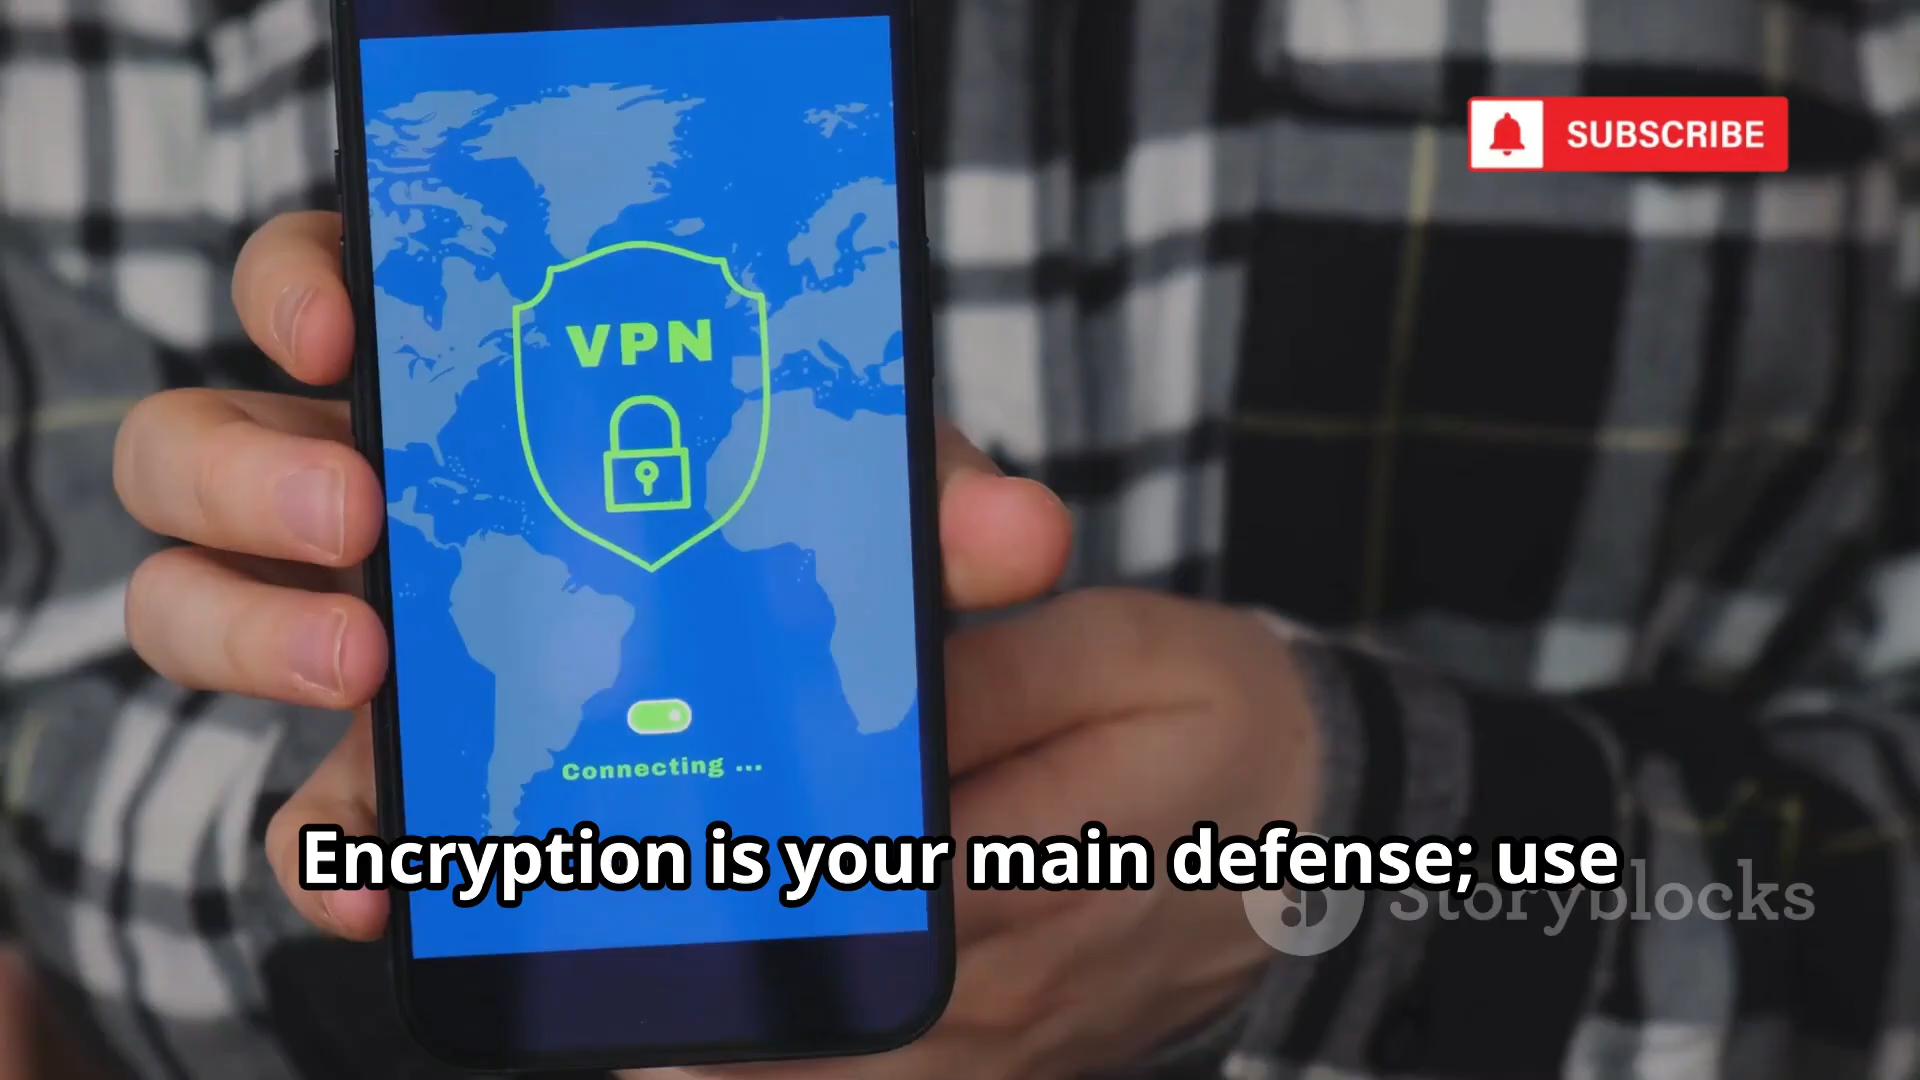 SUBSCRIBE
VPN
Connecting ...
Encryption is your main defense; use
Storyblocks